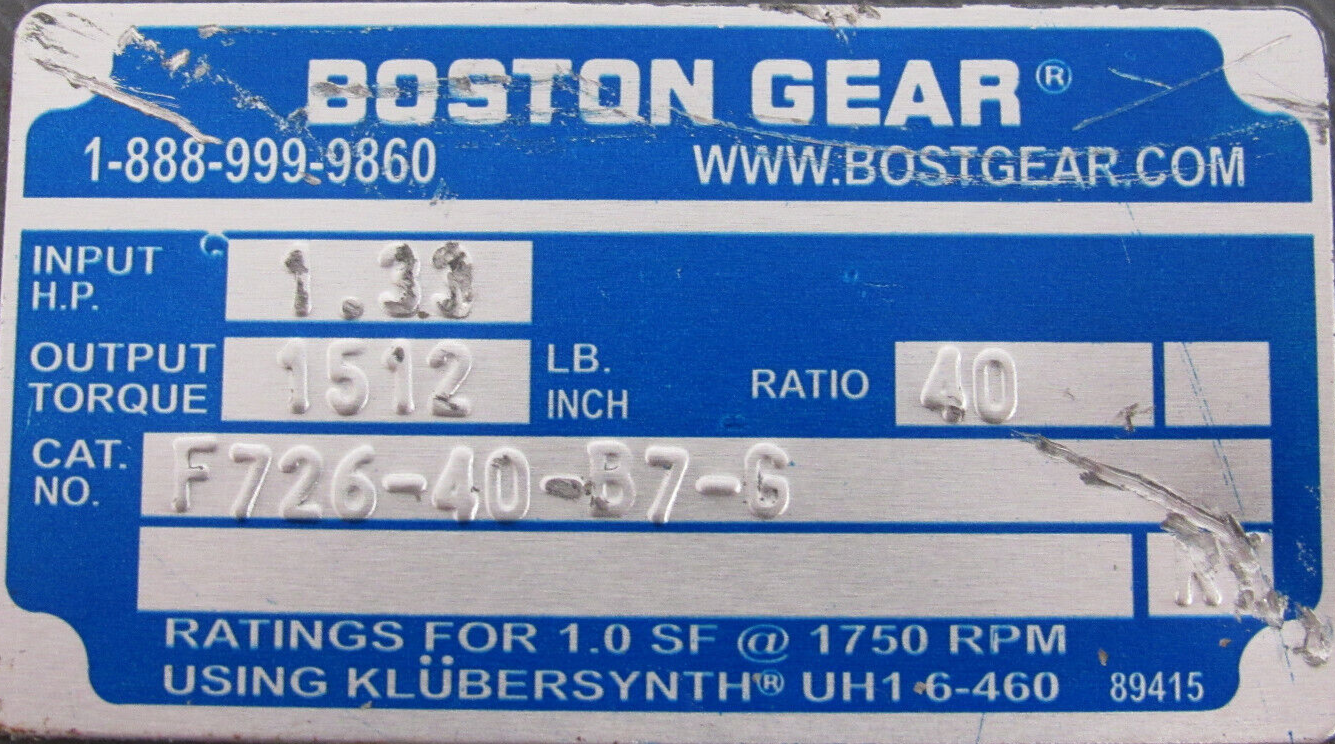 BOSTON GEAR®
1-888-999-9860 WWW.BOSTGEAR.COM
INPUT H.P. 1.33
OUTPUT TORQUE 1512 LB. INCH RATIO 40
CAT. NO. F726-40-B7-G
RATINGS FOR 1.0 SF @ 1750 RPM
USING KLÜBERSYNTH® UH1 6-460 89415